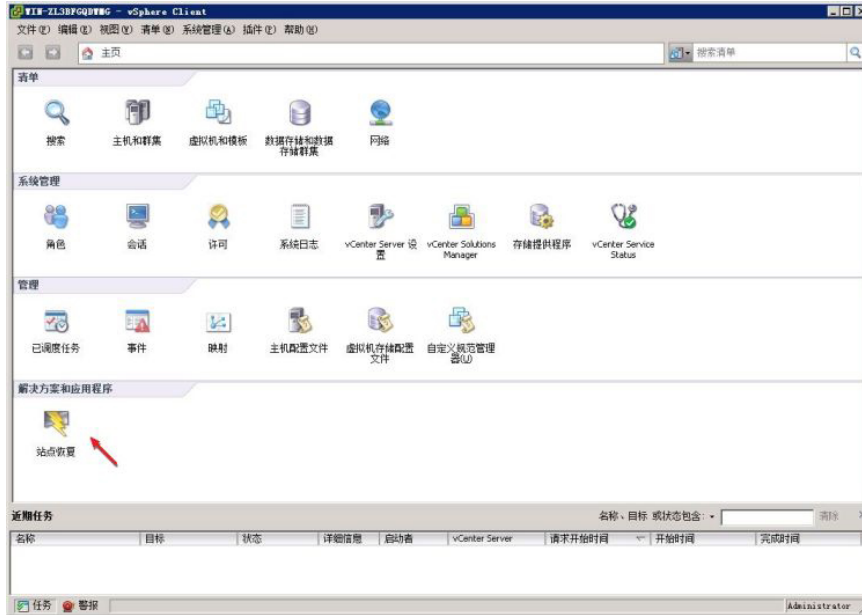 WIN-ZL3BFGQDTMG - vSphere Client
文件(F) 编辑(E) 视图(V) 清单(N) 系统管理(A) 插件(P) 帮助(H)
主页
搜索清单
清单
搜索 主机和群集 虚拟机和模板 数据存储和数据 网络
存储群集
系统管理
角色 会话 许可 系统日志 vCenter Server 设 vCenter Solutions 存储提供程序 vCenter Service
置 Manager Status
管理
已调度任务 事件 映射 主机配置文件 虚拟机存储配置 自定义规范管理
文件 器(U)
解决方案和应用程序
站点恢复
近期任务 名称、目标 或状态包含: 清除
名称 目标 状态 详细信息 启动者 vCenter Server 请求开始时间 开始时间 完成时间
任务 警报 Administrator